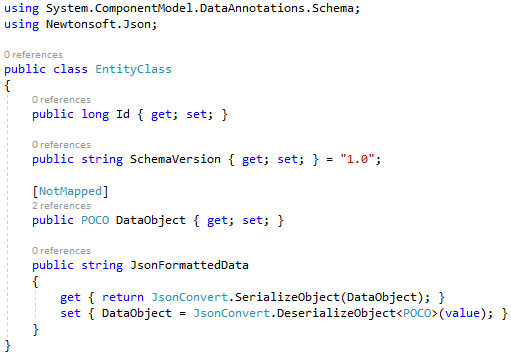 using System.ComponentModel.DataAnnotations.Schema;
using Newtonsoft.Json;
0 references
public class EntityClass
{
0 references
public long Id { get; set; }
0 references
public string SchemaVersion { get; set; } = "1.0";
[NotMapped]
2 references
public POCO DataObject { get; set; }
0 references
public string JsonFormattedData
{
get { return JsonConvert.SerializeObject(DataObject); }
set { DataObject = JsonConvert.DeserializeObject<POCO>(value); }
}
}